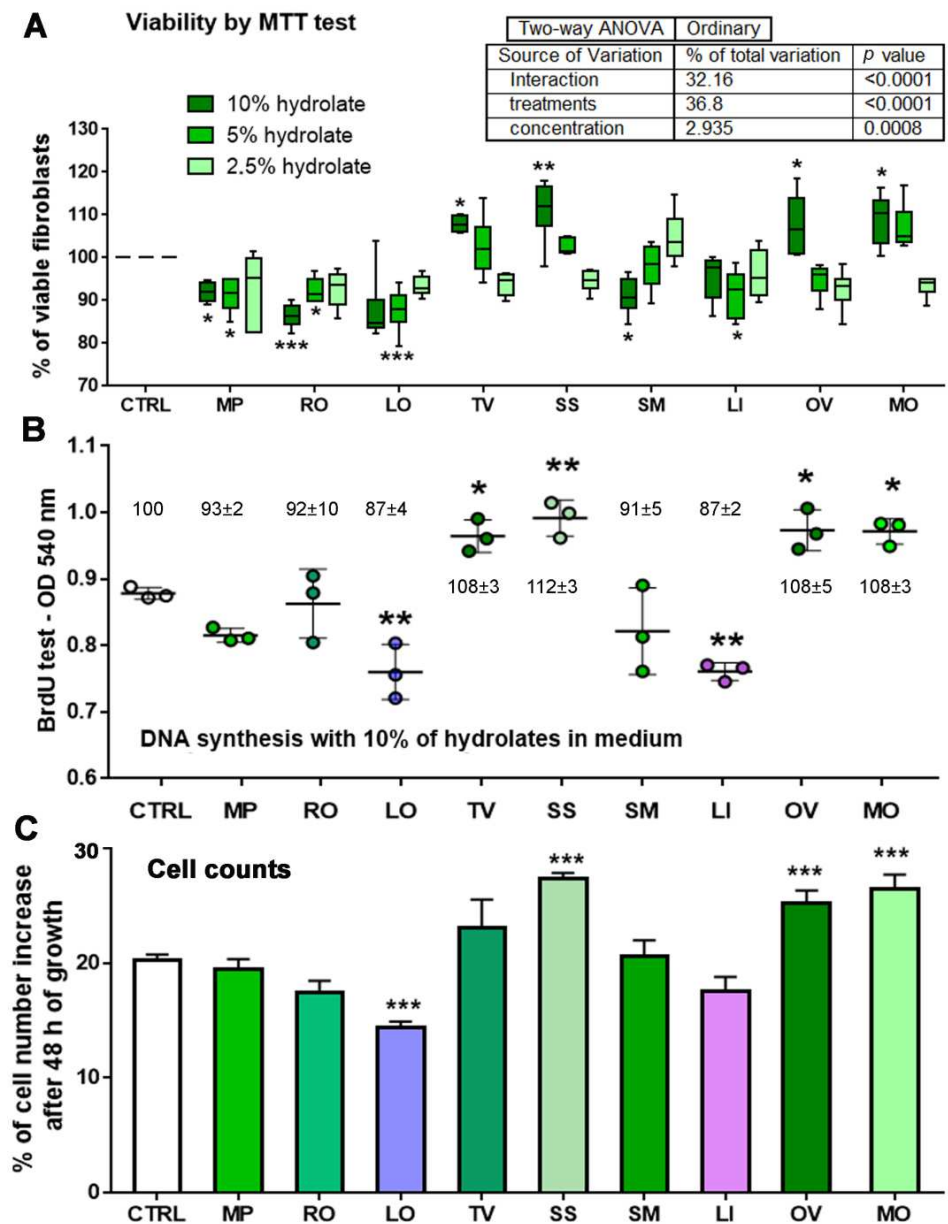 A
Viability by MTT test
Two-way ANOVA Ordinary
Source of Variation % of total variation p value
Interaction 32.16 <0.0001
treatments 36.8 <0.0001
concentration 2.935 0.0008
10% hydrolate
5% hydrolate
2.5% hydrolate
% of viable fibroblasts
130
120
110
100
90
80
70
* ** * *
* * *** * *** * *
CTRL MP RO LO TV SS SM LI OV MO
B
BrdU test - OD 540 nm
1.1
1.0
0.9
0.8
0.7
0.6
* ** * *
100 93±2 92±10 87±4 91±5 87±2
108±3 112±3 108±5 108±3
** **
DNA synthesis with 10% of hydrolates in medium
CTRL MP RO LO TV SS SM LI OV MO
C
Cell counts
% of cell number increase
after 48 h of growth
30
20
10
0
*** *** *** ***
CTRL MP RO LO TV SS SM LI OV MO